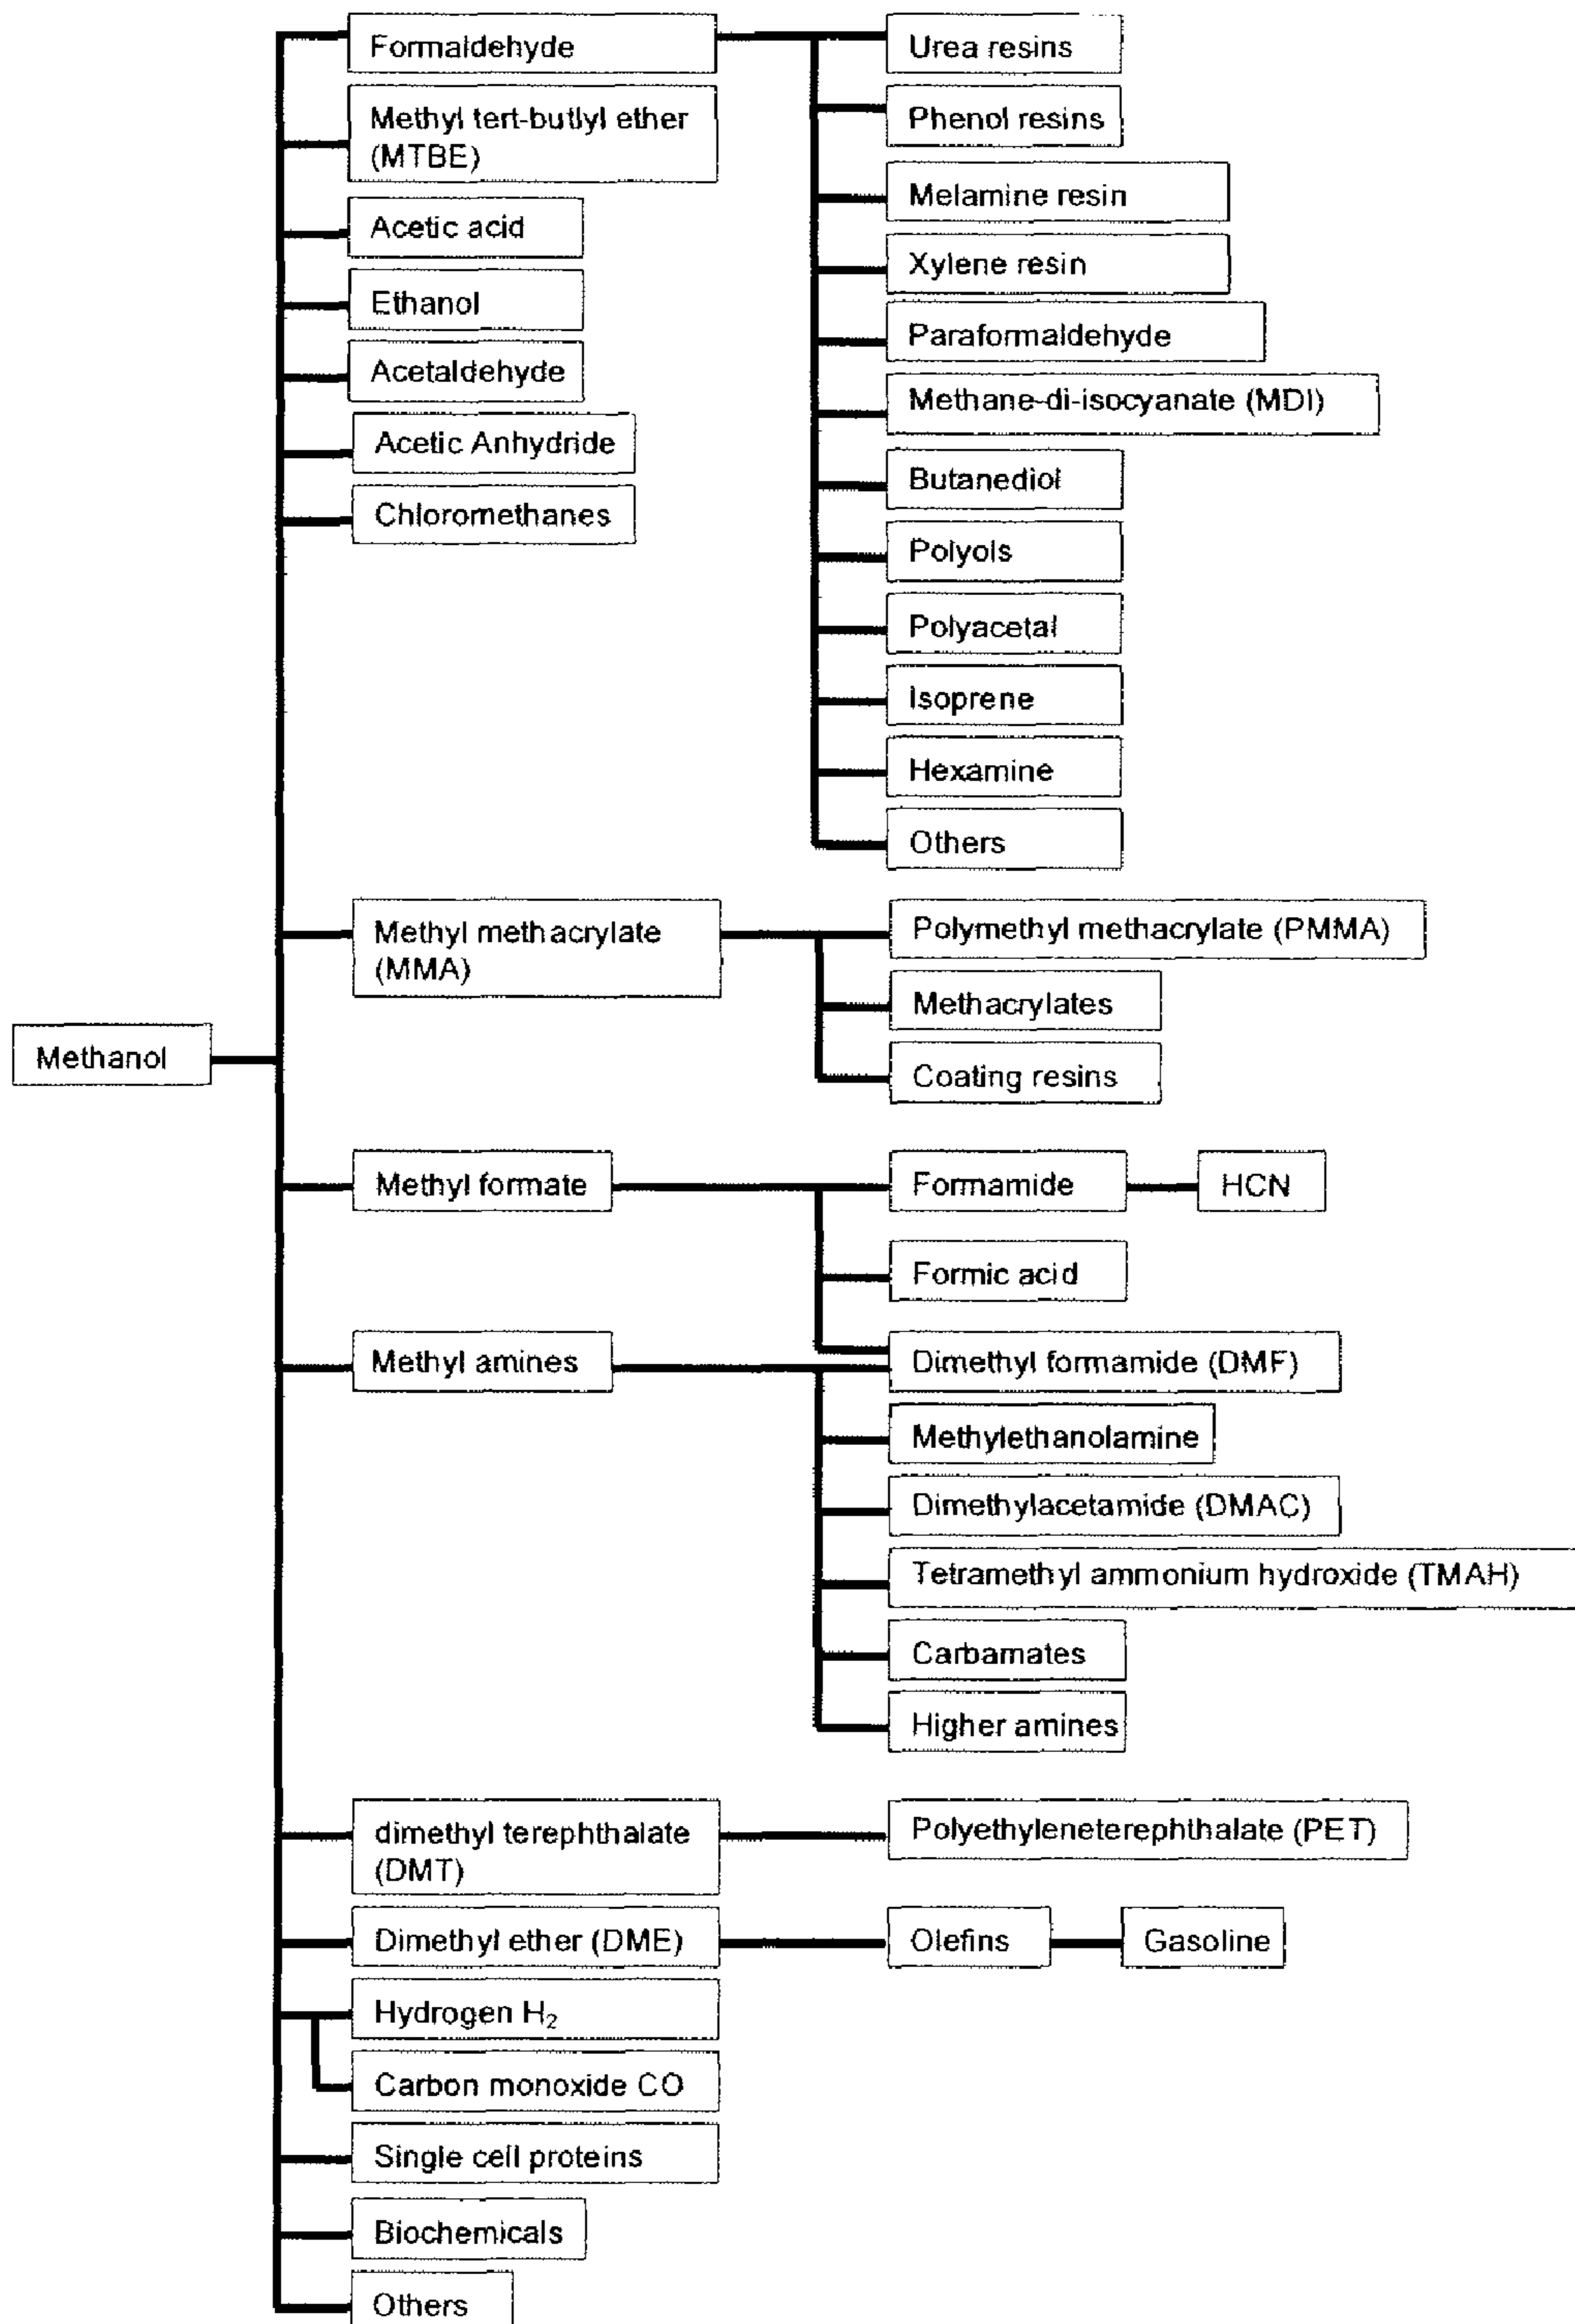 Formaldehyde
Methyl tert-butlyl ether
(MTBE)
Acetic acid
Ethanol
Acetaldehyde
Acetic Anhydride
Chloromethanes
Urea resins
Phenol resins
Melamine resin
Xylene resin
Paraformaldehyde
Methane-di-isocyanate (MDI)
Butanediol
Polyols
Polyacetal
Isoprene
Hexamine
Others
Methyl methacrylate
(MMA)
Polymethyl methacrylate (PMMA)
Methacrylates
Coating resins
Methanol
Methyl formate
Formamide
HCN
Formic acid
Methyl amines
Dimethyl formamide (DMF)
Methylethanolamine
Dimethylacetamide (DMAC)
Tetramethyl ammonium hydroxide (TMAH)
Carbamates
Higher amines
dimethyl terephthalate
(DMT)
Polyethyleneterephthalate (PET)
Dimethyl ether (DME)
Olefins
Gasoline
Hydrogen H₂
Carbon monoxide CO
Single cell proteins
Biochemicals
Others